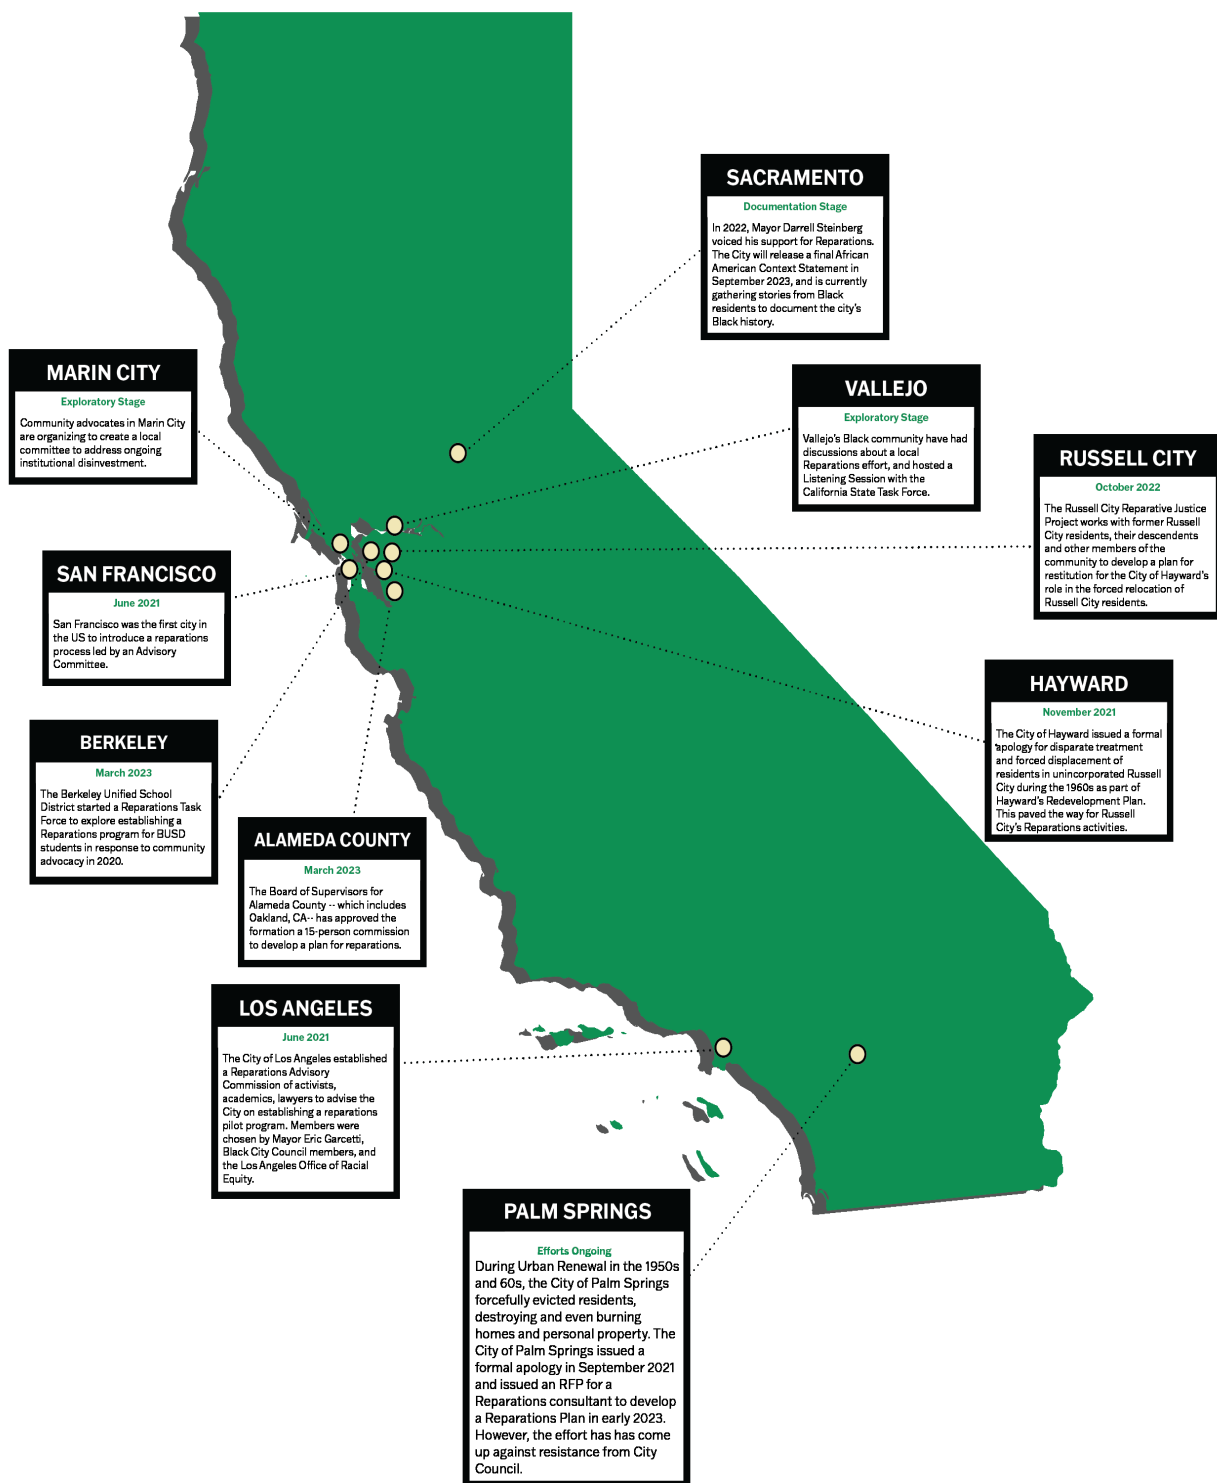 SACRAMENTO
Documentation Stage
In 2022, Mayor Darrell Steinberg
voiced his support for Reparations.
The City will release a final African
American Context Statement in
September 2023, and is currently
gathering stories from Black
residents to document the city's
Black history.
MARIN CITY
Exploratory Stage
Community advocates in Marin City
are organizing to create a local
committee to address ongoing
institutional disinvestment.
VALLEJO
Exploratory Stage
Vallejo's Black community have had
discussions about a local
Reparations effort, and hosted a
Listening Session with the
California State Task Force.
RUSSELL CITY
October 2022
The Russell City Reparative Justice
Project works with former Russell
City residents, their descendents
and other members of the
community to develop a plan for
restitution for the City of Hayward's
role in the forced relocation of
Russell City residents.
SAN FRANCISCO
June 2021
San Francisco was the first city in
the US to introduce a reparations
process led by an Advisory
Committee.
HAYWARD
November 2021
The City of Hayward issued a formal
apology for disparate treatment
and forced displacement of
residents in unincorporated Russell
City during the 1960s as part of
Hayward's Redevelopment Plan.
This paved the way for Russell
City's Reparations activities.
BERKELEY
March 2023
The Berkeley Unified School
District started a Reparations Task
Force to explore establishing a
Reparations program for BUSD
students in response to community
advocacy in 2020.
ALAMEDA COUNTY
March 2023
The Board of Supervisors for
Alameda County -- which includes
Oakland, CA-- has approved the
formation a 15-person commission
to develop a plan for reparations.
LOS ANGELES
June 2021
The City of Los Angeles established
a Reparations Advisory
Commission of activists,
academics, lawyers to advise the
City on establishing a reparations
pilot program. Members were
chosen by Mayor Eric Garcetti,
Black City Council members, and
the Los Angeles Office of Racial
Equity.
PALM SPRINGS
Efforts Ongoing
During Urban Renewal in the 1950s
and 60s, the City of Palm Springs
forcefully evicted residents,
destroying and even burning
homes and personal property. The
City of Palm Springs issued a
formal apology in September 2021
and issued an RFP for a
Reparations consultant to develop
a Reparations Plan in early 2023.
However, the effort has has come
up against resistance from City
Council.